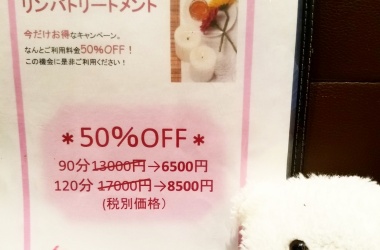 リンパトリートメント
今だけお得なキャンペーン。
なんとご利用料金50%OFF！
この機会に是非ご利用ください！
＊50%OFF＊
90分13000円→6500円
120分17000円→8500円
(税別価格）